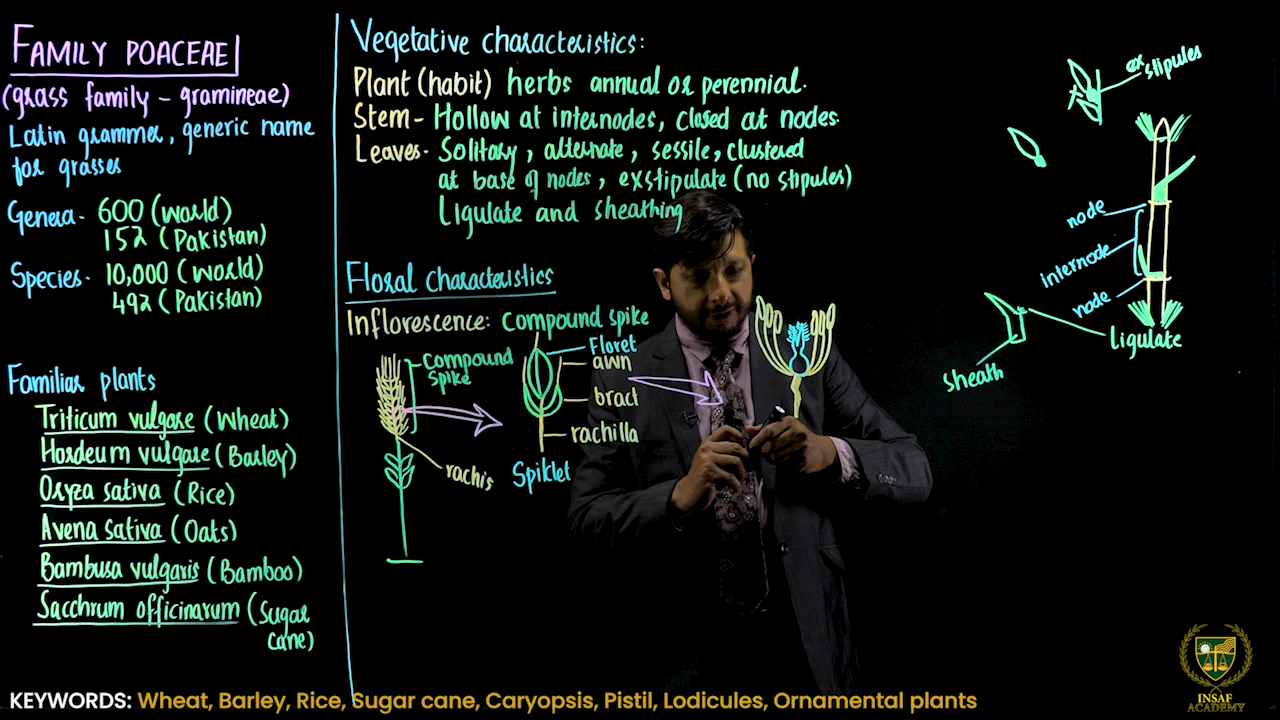 FAMILY POACEAE
(grass family - gramineae)
Latin grammer, generic name
for grasses
Genera- 600 (world)
152 (Pakistan)
Species- 10,000 (world)
492 (Pakistan)
Familiar plants
Triticum vulgare (Wheat)
Hordeum vulgare (Barley)
Oryza sativa (Rice)
Avena sativa (Oats)
Bambusa vulgaris (Bamboo)
Sacchrum officinarum (Sugar
cane)
Vegetative characteristics:
Plant (habit) herbs annual or perennial.
Stem- Hollow at internodes, closed at nodes.
Leaves- Solitary, alternate, sessile, clustered
at base of nodes, exstipulate (no stipules)
Ligulate and sheathing
Floral characteristics
Inflorescence: Compound spike
Compound
Spike
rachis
Floret
awn
bract
rachilla
Spiklet
ex
stipules
node
internode
node
Ligulate
Sheath
KEYWORDS: Wheat, Barley, Rice, Sugar cane, Caryopsis, Pistil, Lodicules, Ornamental plants
INSAF
ACADEMY